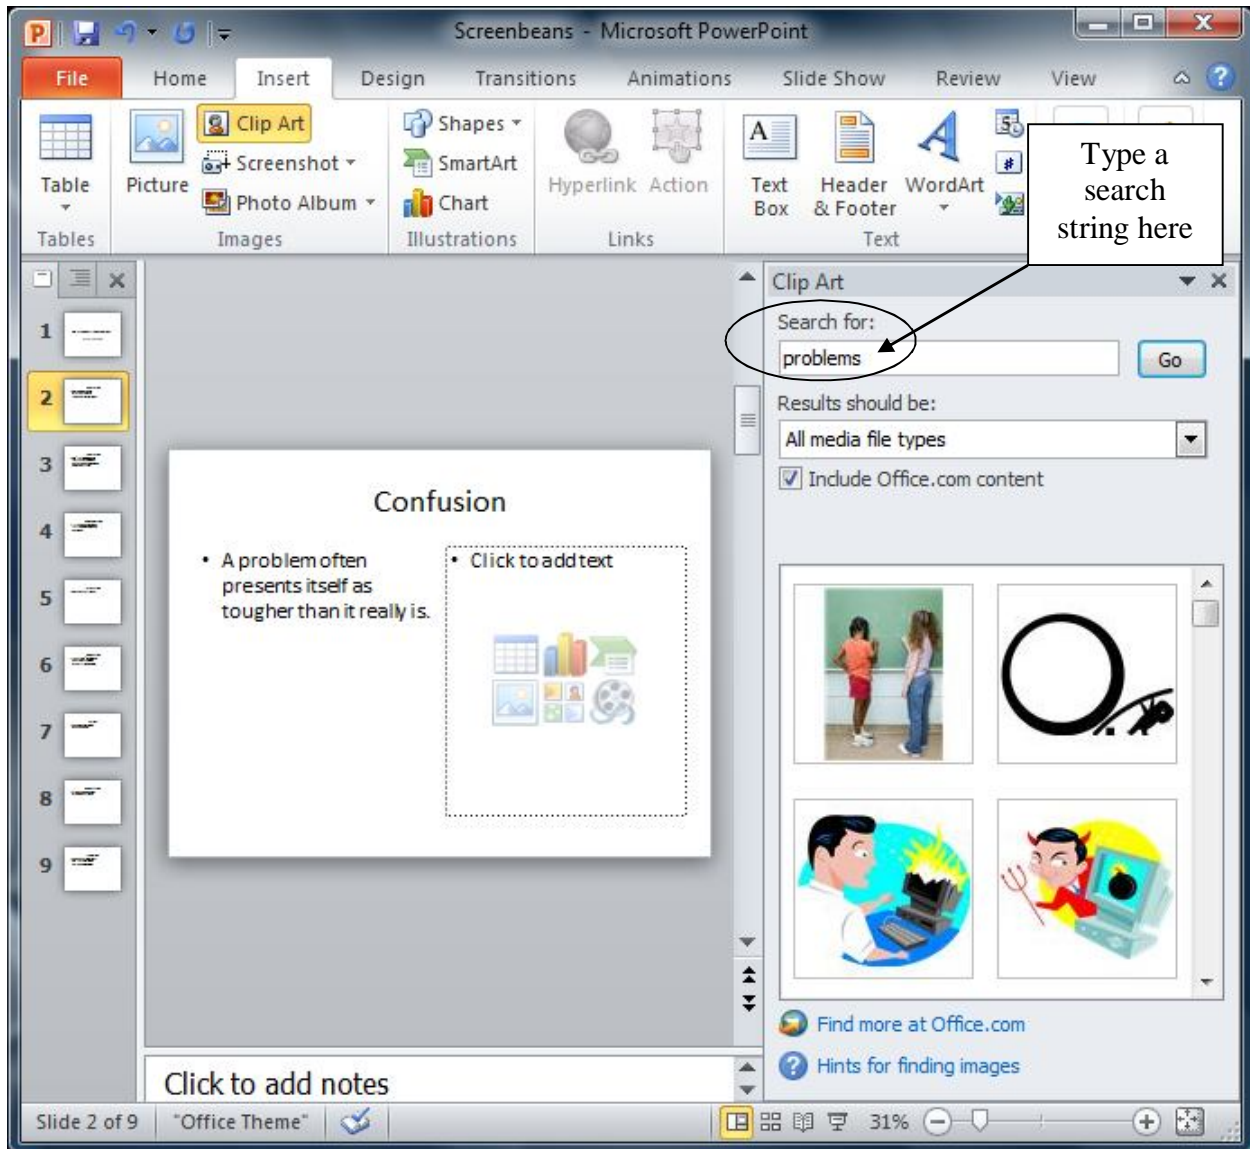 Screenbeans - Microsoft PowerPoint
File Home Insert Design Transitions Animations Slide Show Review View
Table
Tables
Picture
Clip Art
Screenshot
Photo Album
Images
Shapes
SmartArt
Chart
Illustrations
Hyperlink Action
Links
Text Box
Header & Footer
WordArt
Text
Type a
search
string here
1
2
3
4
5
6
7
8
9
Confusion
• A problem often
presents itself as
tougher than it really is.
• Click to add text
Click to add notes
Clip Art
Search for:
problems
Go
Results should be:
All media file types
Include Office.com content
Find more at Office.com
Hints for finding images
Slide 2 of 9 "Office Theme" 31%